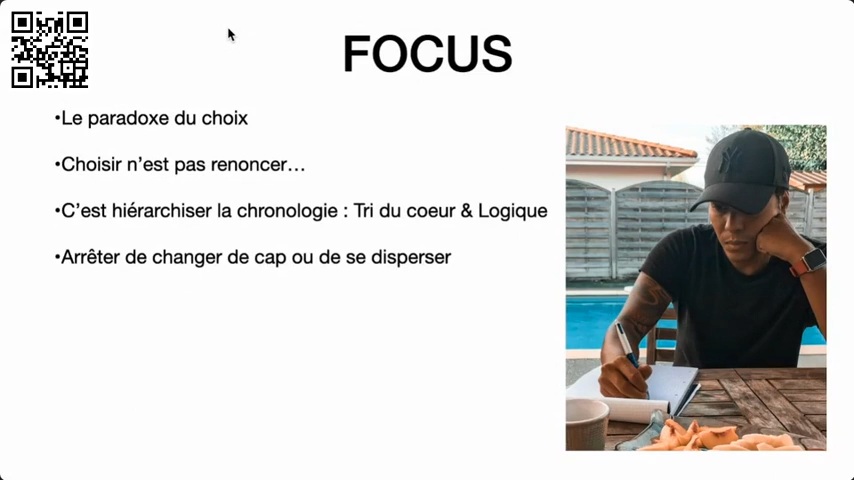 FOCUS
•Le paradoxe du choix
•Choisir n'est pas renoncer…
•C'est hiérarchiser la chronologie : Tri du coeur & Logique
•Arrêter de changer de cap ou de se disperser